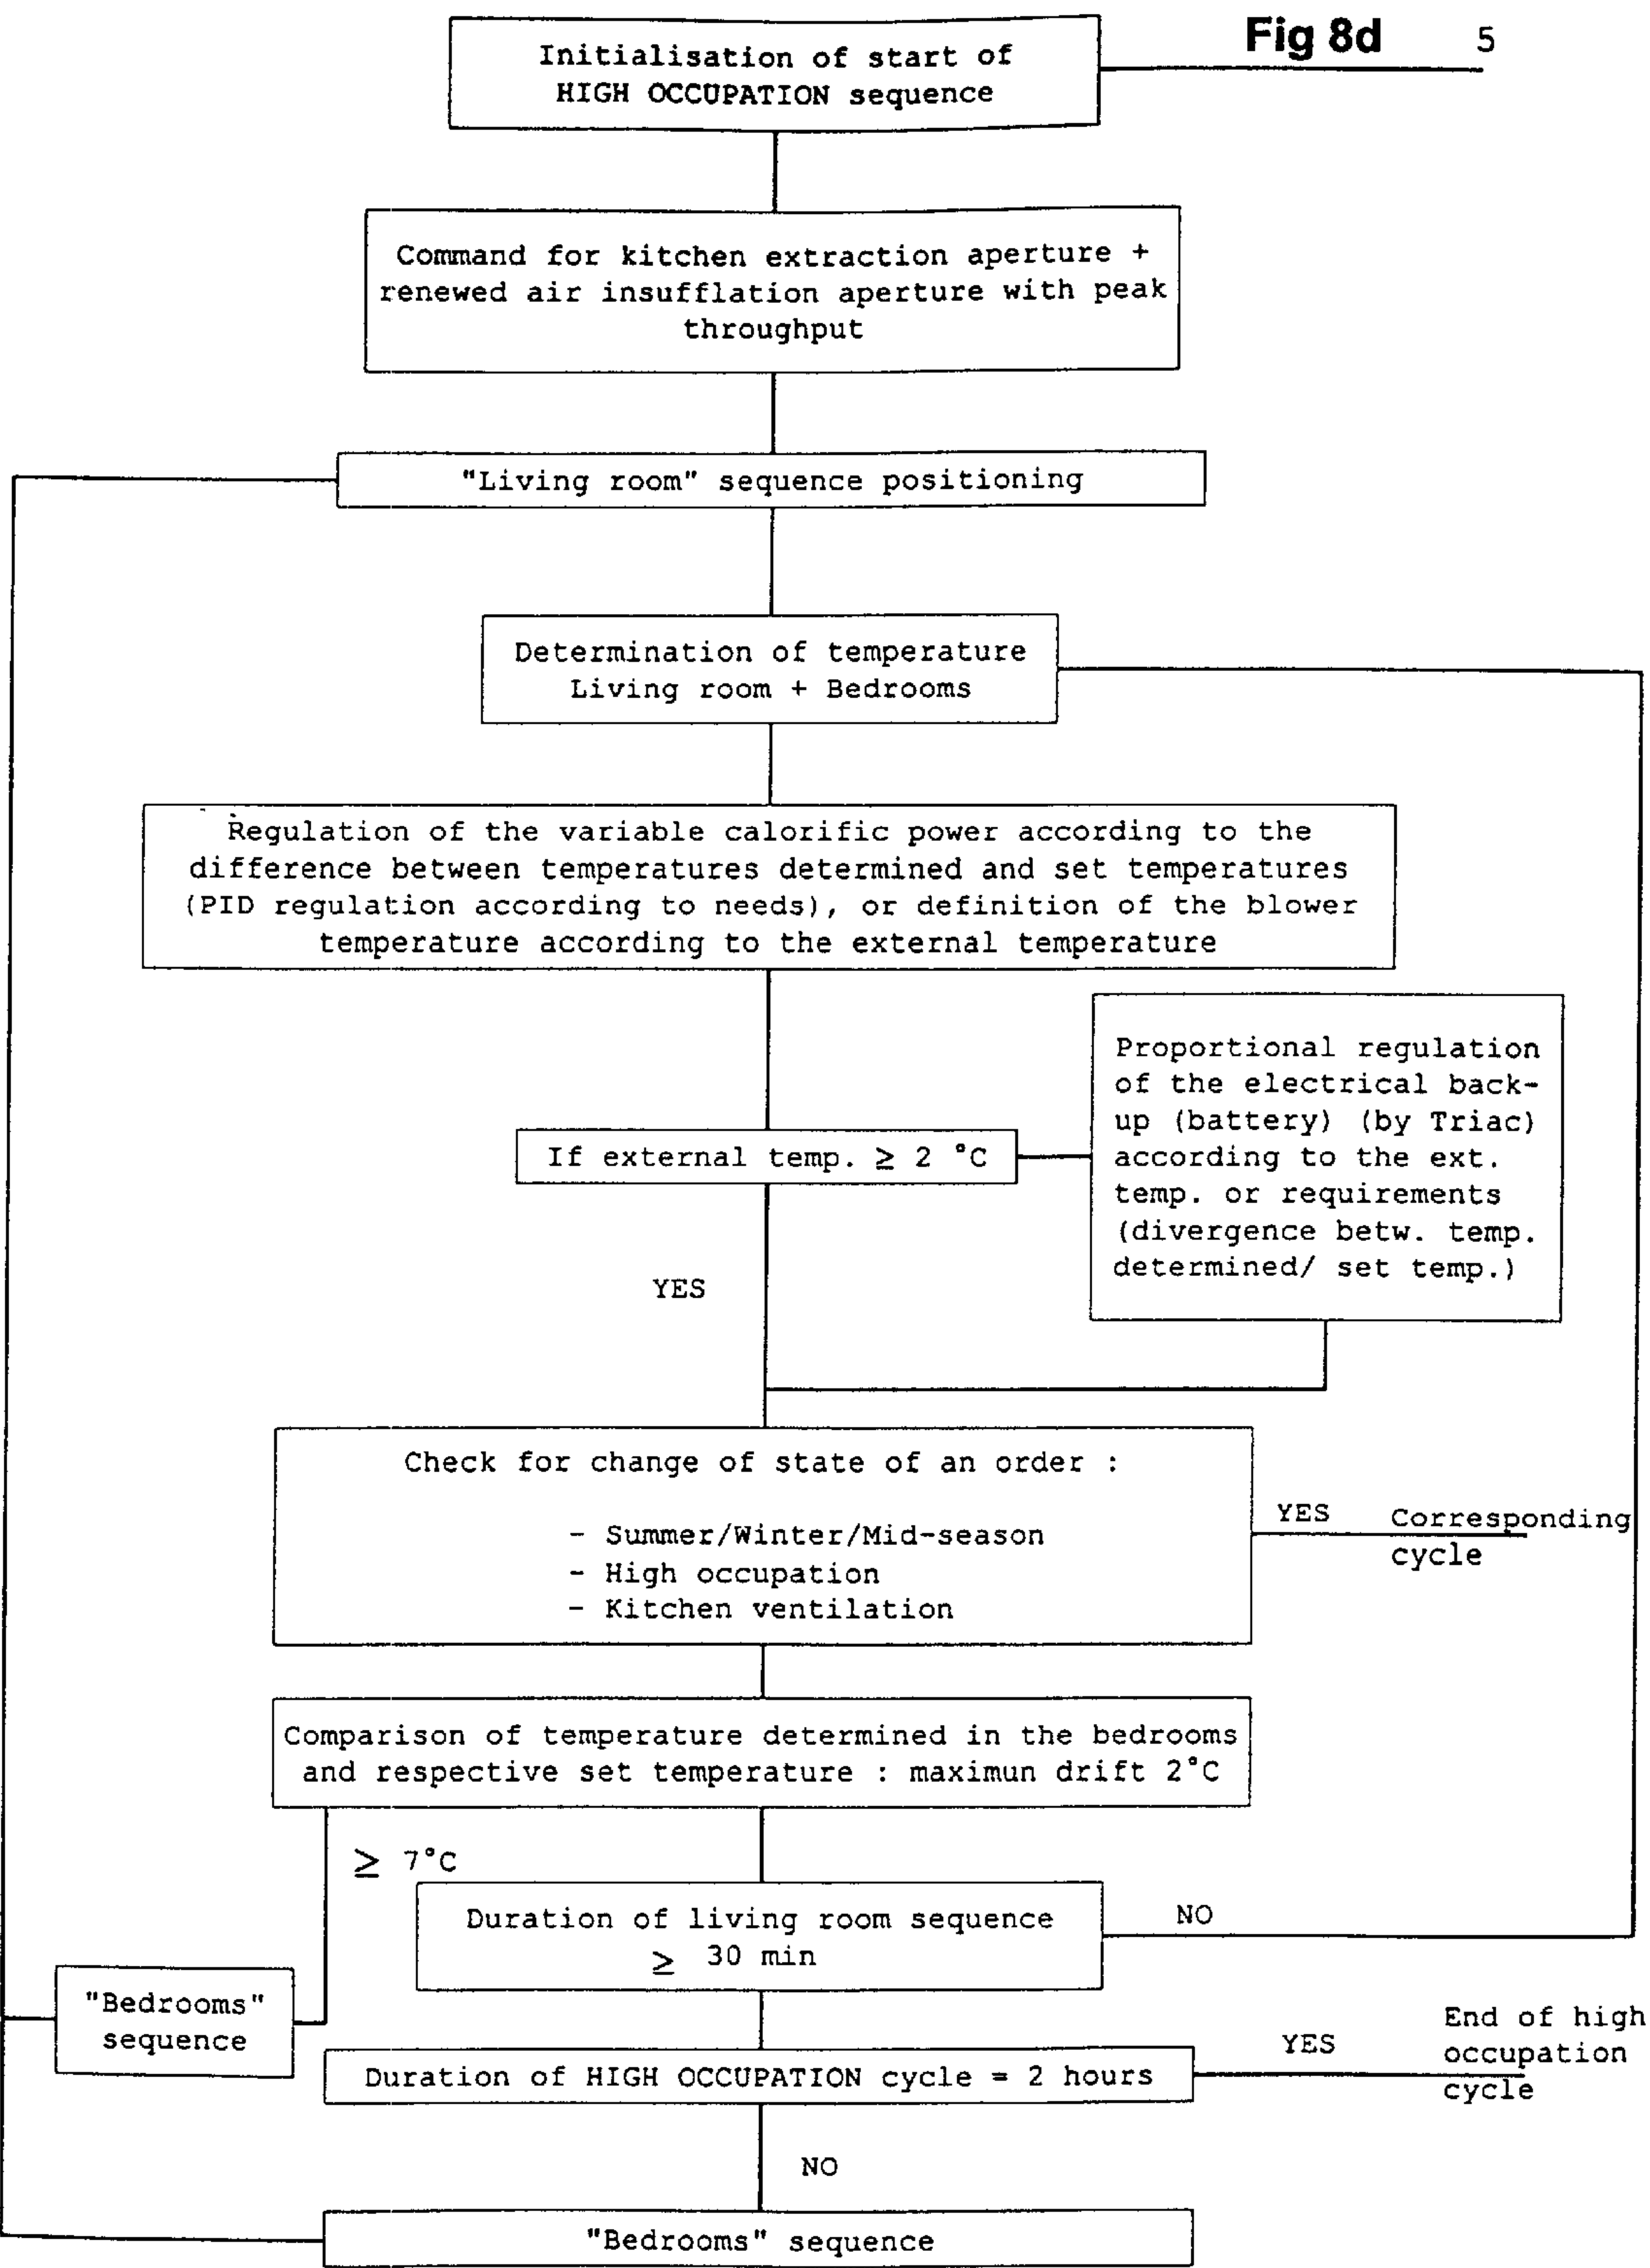 Fig 8d 5
Initialisation of start of
HIGH OCCUPATION sequence
Command for kitchen extraction aperture +
renewed air insufflation aperture with peak
throughput
"Living room" sequence positioning
Determination of temperature
Living room + Bedrooms
Regulation of the variable calorific power according to the
difference between temperatures determined and set temperatures
(PID regulation according to needs), or definition of the blower
temperature according to the external temperature
Proportional regulation
of the electrical back-
up (battery) (by Triac)
according to the ext.
temp. or requirements
(divergence betw. temp.
determined/ set temp.)
If external temp. ≥ 2 °C
YES
Check for change of state of an order :
- Summer/Winter/Mid-season
- High occupation
- Kitchen ventilation
YES
Corresponding
cycle
Comparison of temperature determined in the bedrooms
and respective set temperature : maximun drift 2°C
≥ 7°C
Duration of living room sequence
≥ 30 min
NO
"Bedrooms"
sequence
Duration of HIGH OCCUPATION cycle = 2 hours
YES
End of high
occupation
cycle
NO
"Bedrooms" sequence